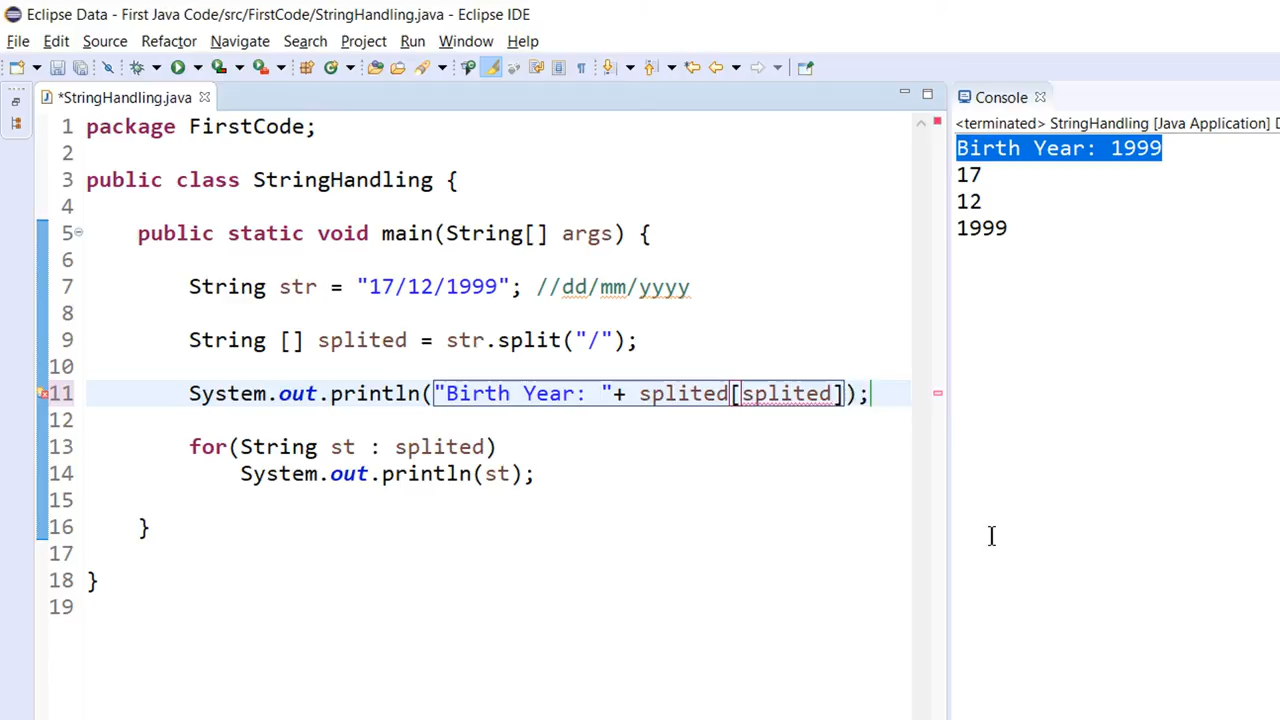 Eclipse Data - First Java Code/src/FirstCode/StringHandling.java - Eclipse IDE
File Edit Source Refactor Navigate Search Project Run Window Help
*StringHandling.java
1 package FirstCode;
2
3 public class StringHandling {
4
5 public static void main(String[] args) {
6
7 String str = "17/12/1999"; //dd/mm/yyyy
8
9 String [] splited = str.split("/");
10
11 System.out.println("Birth Year: "+ splited[splited]);
12
13 for(String st : splited)
14 System.out.println(st);
15
16 }
17
18 }
19
Console
<terminated> StringHandling [Java Application]
Birth Year: 1999
17
12
1999